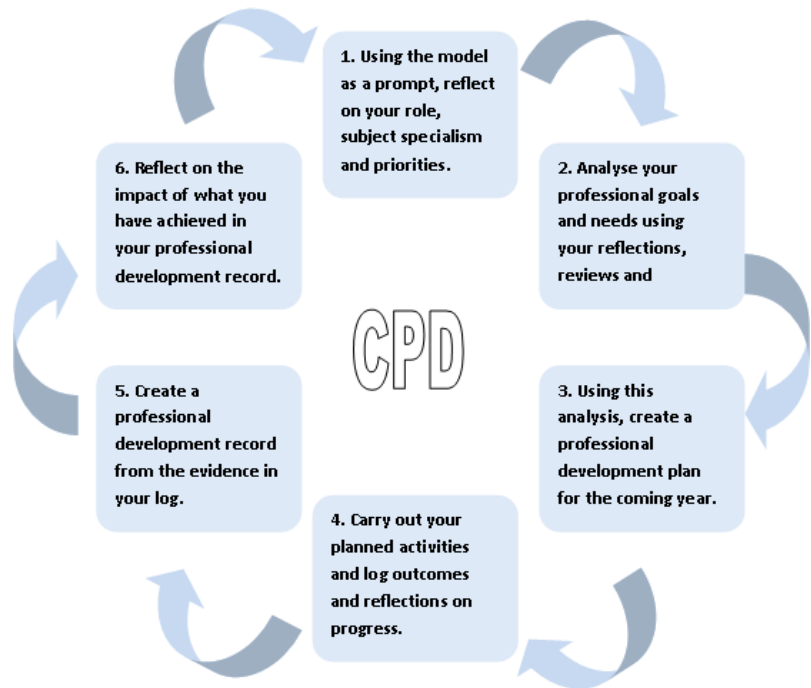 1. Using the model
as a prompt, reflect
on your role,
subject specialism
and priorities.
2. Analyse your
professional goals
and needs using
your reflections,
reviews and
3. Using this
analysis, create a
professional
development plan
for the coming year.
4. Carry out your
planned activities
and log outcomes
and reflections on
progress.
5. Create a
professional
development record
from the evidence in
your log.
6. Reflect on the
impact of what you
have achieved in
your professional
development record.
CPD